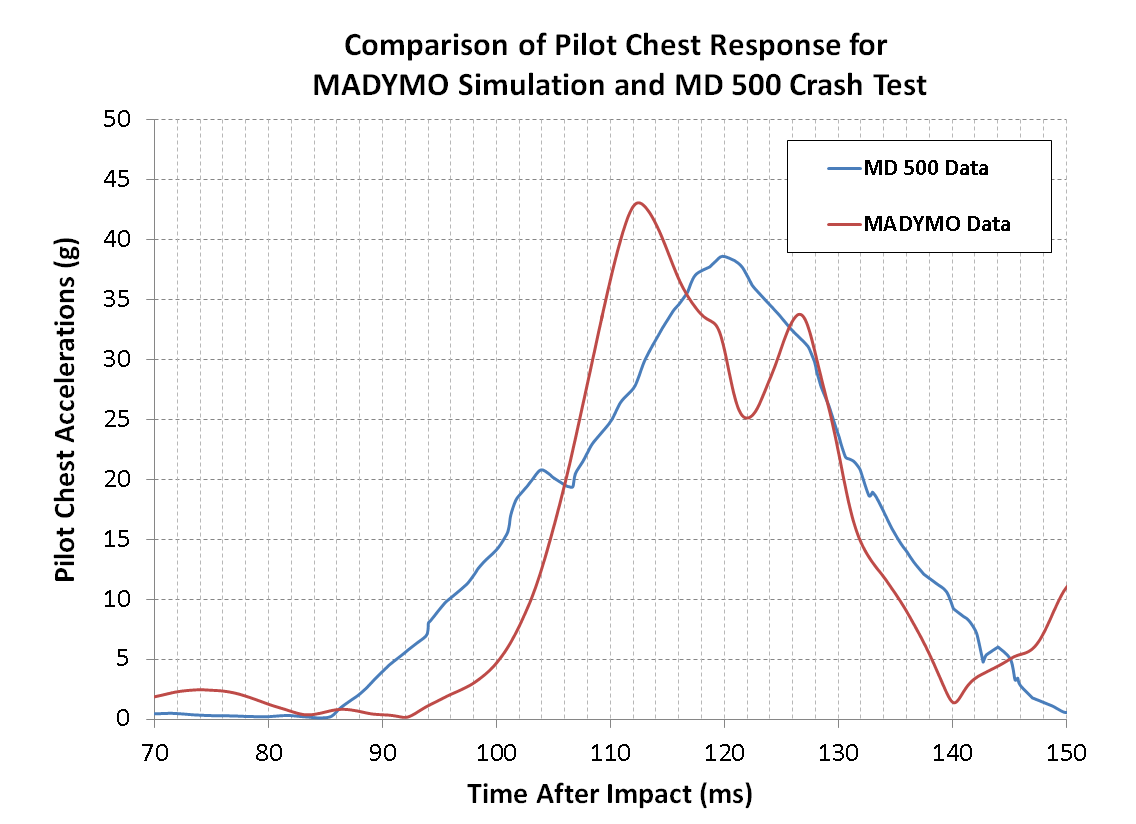 Comparison of Pilot Chest Response for
MADYMO Simulation and MD 500 Crash Test
50
45
40
35
30
25
20
15
10
5
0
Pilot Chest Accelerations (g)
MD 500 Data
MADYMO Data
70 80 90 100 110 120 130 140 150
Time After Impact (ms)